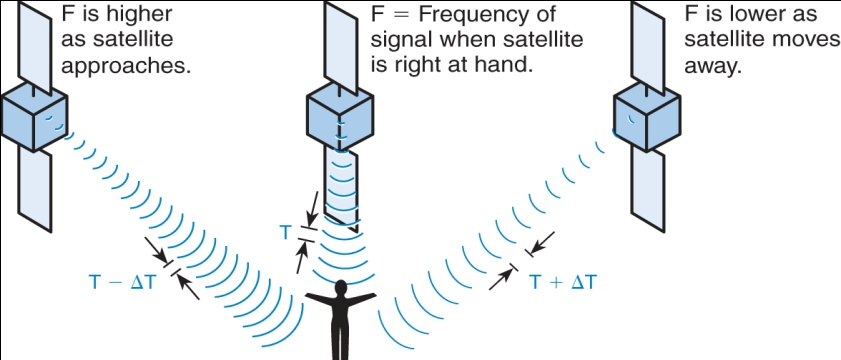 F is higher
as satellite
approaches.
F = Frequency of
signal when satellite
is right at hand.
F is lower as
satellite moves
away.
T
T − ΔT
T + ΔT